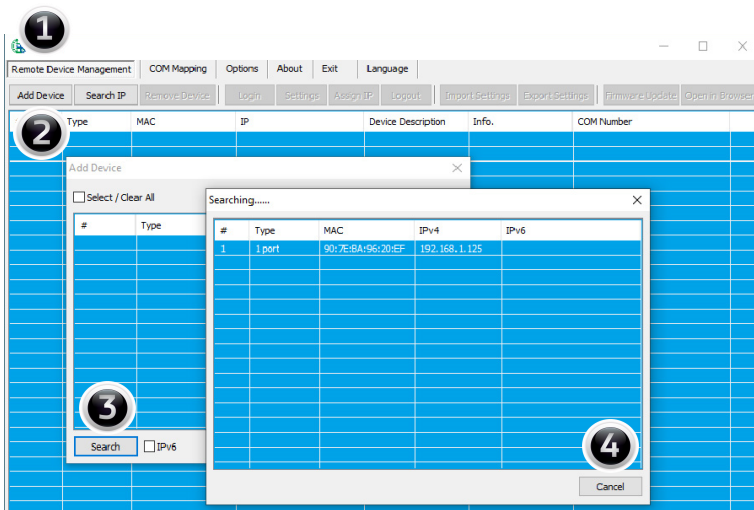 1
Remote Device Management COM Mapping Options About Exit Language
Add Device Search IP Remove Device Login Settings Assign IP Logout Import Settings Export Settings Firmware Update Open in Browser
2 Type MAC IP Device Description Info. COM Number
Add Device
Select / Clear All
# Type
Searching......
# Type MAC IPv4 IPv6
1 1 port 90:7E:BA:96:20:EF 192.168.1.125
3
Search IPv6
4
Cancel